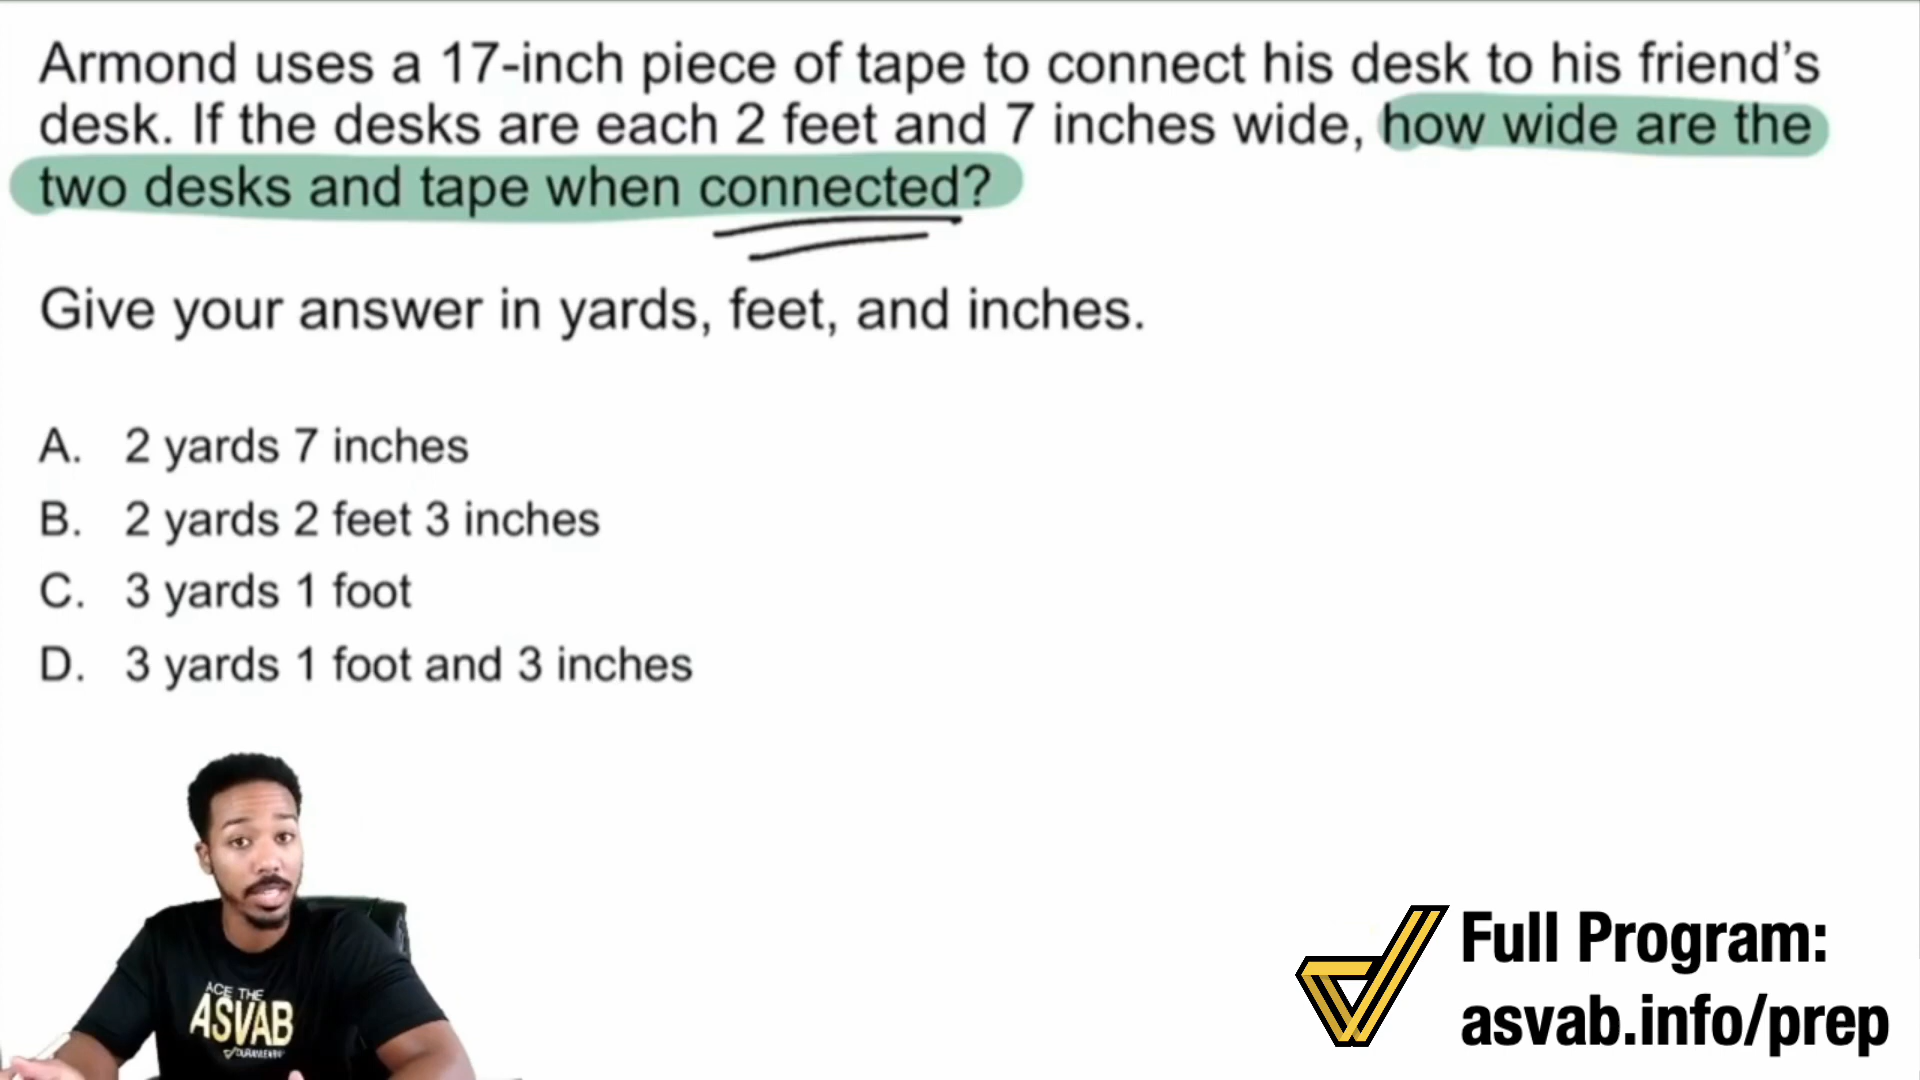 Armond uses a 17-inch piece of tape to connect his desk to his friend’s
desk. If the desks are each 2 feet and 7 inches wide, how wide are the
two desks and tape when connected?
Give your answer in yards, feet, and inches.
A. 2 yards 7 inches
B. 2 yards 2 feet 3 inches
C. 3 yards 1 foot
D. 3 yards 1 foot and 3 inches
ACE THE
ASVAB
Full Program:
asvab.info/prep